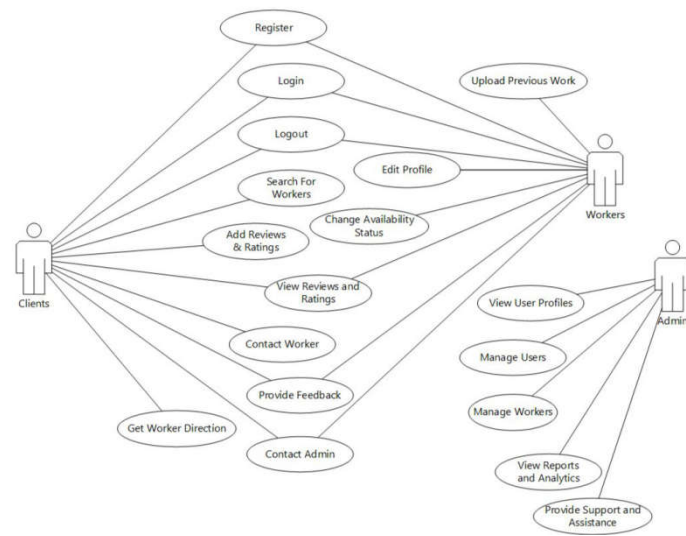 Register
Login
Upload Previous Work
Logout
Edit Profile
Search For
Workers
Workers
Change Availability
Status
Add Reviews
& Ratings
View Reviews and
Ratings
Clients
View User Profiles
Admin
Contact Worker
Manage Users
Provide Feedback
Manage Workers
Get Worker Direction
Contact Admin
View Reports
and Analytics
Provide Support and
Assistance